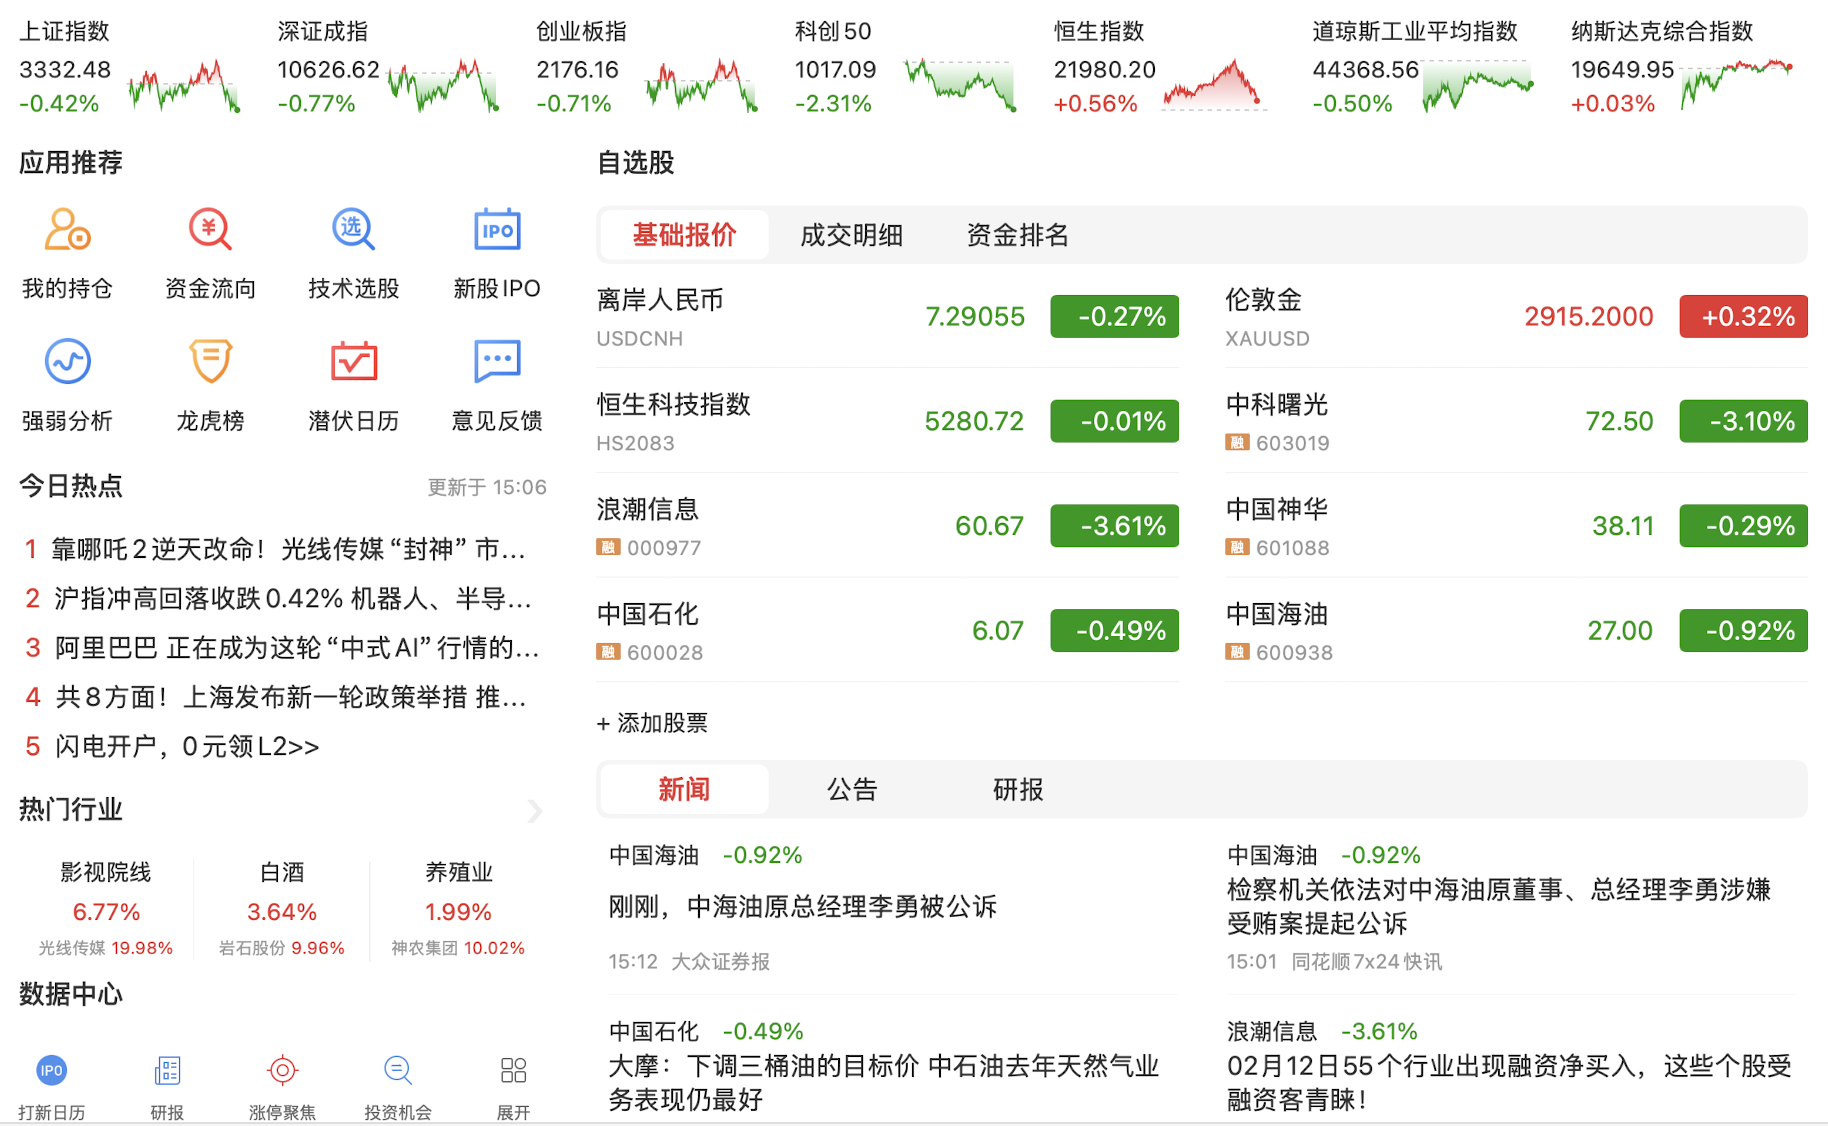 上证指数
3332.48
-0.42%
深证成指
10626.62
-0.77%
创业板指
2176.16
-0.71%
科创50
1017.09
-2.31%
恒生指数
21980.20
+0.56%
道琼斯工业平均指数
44368.56
-0.50%
纳斯达克综合指数
19649.95
+0.03%
应用推荐
选
IPO
我的持仓
资金流向
技术选股
新股IPO
强弱分析
龙虎榜
潜伏日历
意见反馈
今日热点
更新于 15:06
1 靠哪吒2逆天改命！光线传媒“封神” 市...
2 沪指冲高回落收跌0.42% 机器人、半导...
3 阿里巴巴 正在成为这轮“中式AI”行情的...
4 共8方面！上海发布新一轮政策举措 推...
5 闪电开户，0元领L2>>
热门行业
影视院线
6.77%
光线传媒 19.98%
白酒
3.64%
岩石股份 9.96%
养殖业
1.99%
神农集团 10.02%
数据中心
IPO
打新日历
研报
涨停聚焦
投资机会
展开
自选股
基础报价
成交明细
资金排名
离岸人民币
USDCNH
7.29055
-0.27%
伦敦金
XAUUSD
2915.2000
+0.32%
恒生科技指数
HS2083
5280.72
-0.01%
中科曙光
融 603019
72.50
-3.10%
浪潮信息
融 000977
60.67
-3.61%
中国神华
融 601088
38.11
-0.29%
中国石化
融 600028
6.07
-0.49%
中国海油
融 600938
27.00
-0.92%
+ 添加股票
新闻
公告
研报
中国海油 -0.92%
刚刚，中海油原总经理李勇被公诉
15:12 大众证券报
中国海油 -0.92%
检察机关依法对中海油原董事、总经理李勇涉嫌
受贿案提起公诉
15:01 同花顺7x24快讯
中国石化 -0.49%
大摩：下调三桶油的目标价 中石油去年天然气业
务表现仍最好
浪潮信息 -3.61%
02月12日55个行业出现融资净买入，这些个股受
融资客青睐！